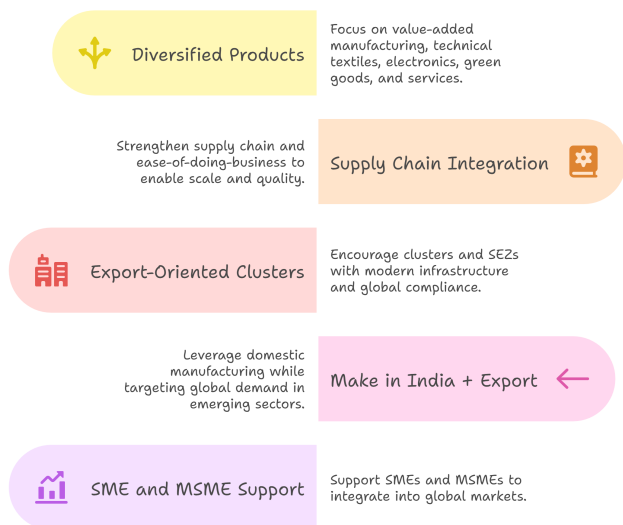 Diversified Products
Focus on value-added
manufacturing, technical
textiles, electronics, green
goods, and services.
Strengthen supply chain and
ease-of-doing-business to
enable scale and quality.
Supply Chain Integration
Export-Oriented Clusters
Encourage clusters and SEZs
with modern infrastructure
and global compliance.
Leverage domestic
manufacturing while
targeting global demand in
emerging sectors.
Make in India + Export
SME and MSME Support
Support SMEs and MSMEs to
integrate into global markets.